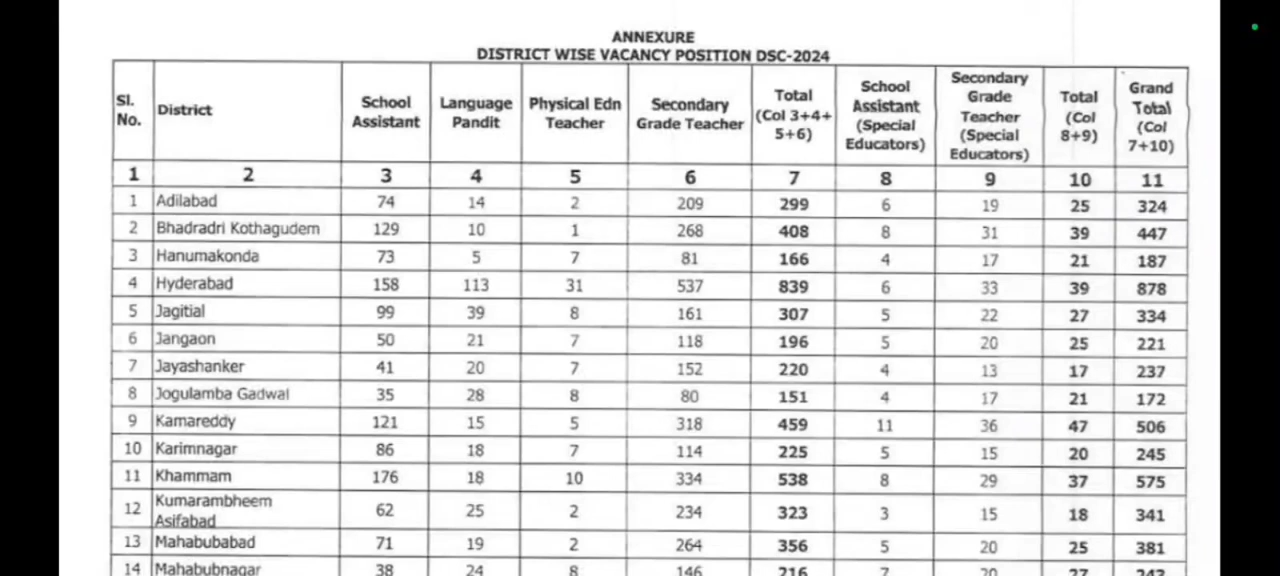 ANNEXURE
DISTRICT WISE VACANCY POSITION DSC-2024
Sl. No. District School Assistant Language Pandit Physical Edn Teacher Secondary Grade Teacher Total (Col 3+4+ 5+6) School Assistant (Special Educators) Secondary Grade Teacher (Special Educators) Total (Col 8+9) Grand Total (Col 7+10)
1 2 3 4 5 6 7 8 9 10 11
1 Adilabad 74 14 2 209 299 6 19 25 324
2 Bhadradri Kothagudem 129 10 1 268 408 8 31 39 447
3 Hanumakonda 73 5 7 81 166 4 17 21 187
4 Hyderabad 158 113 31 537 839 6 33 39 878
5 Jagitial 99 39 8 161 307 5 22 27 334
6 Jangaon 50 21 7 118 196 5 20 25 221
7 Jayashanker 41 20 7 152 220 4 13 17 237
8 Jogulamba Gadwal 35 28 8 80 151 4 17 21 172
9 Kamareddy 121 15 5 318 459 11 36 47 506
10 Karimnagar 86 18 7 114 225 5 15 20 245
11 Khammam 176 18 10 334 538 8 29 37 575
12 Kumarambheem Asifabad 62 25 2 234 323 3 15 18 341
13 Mahabubabad 71 19 2 264 356 5 20 25 381
14 Mahabubnagar 38 24 8 146 216 7 20 27 243